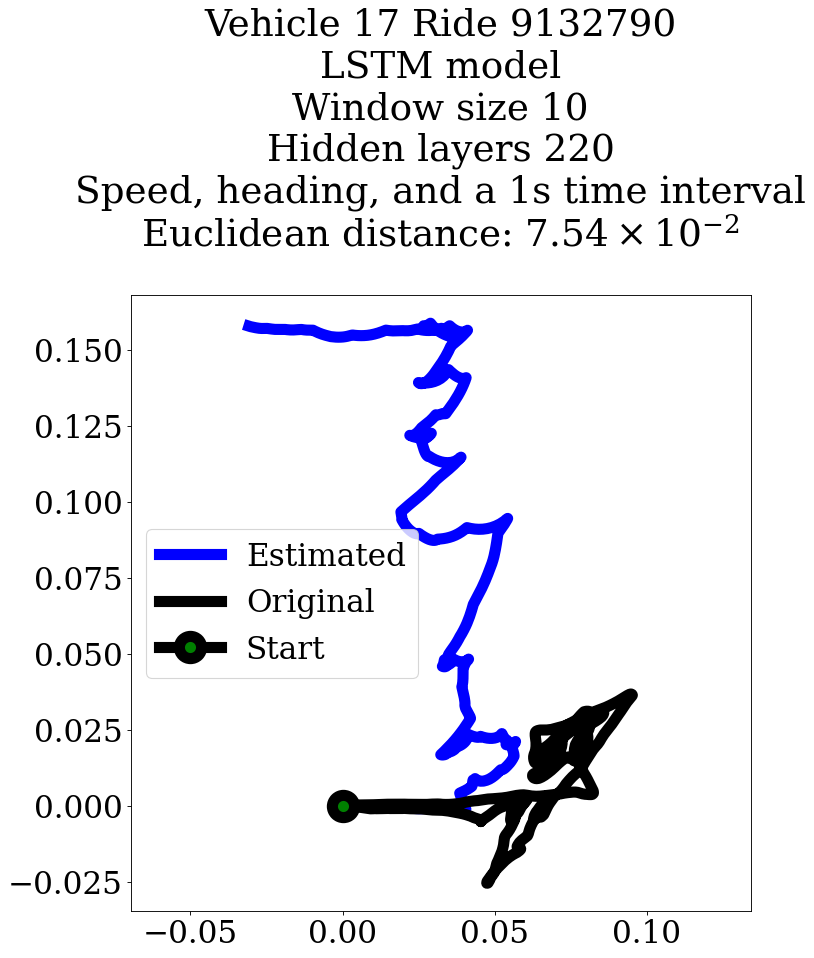 Vehicle 17 Ride 9132790
LSTM model
Window size 10
Hidden layers 220
Speed, heading, and a 1s time interval
Euclidean distance: 7.54 × 10⁻²
0.150
0.125
0.100
0.075
0.050
0.025
0.000
−0.025
Estimated
Original
Start
−0.05
0.00
0.05
0.10